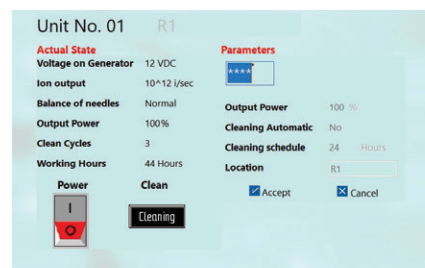 Unit No. 01 R1
Actual State
Voltage on Generator 12 VDC
Ion output 10^12 i/sec
Balance of needles Normal
Output Power 100%
Clean Cycles 3
Working Hours 44 Hours
Power Clean
I
O
Cleaning
Parameters
****
Output Power 100 %
Cleaning Automatic No
Cleaning schedule 24 Hours
Location R1
Accept Cancel